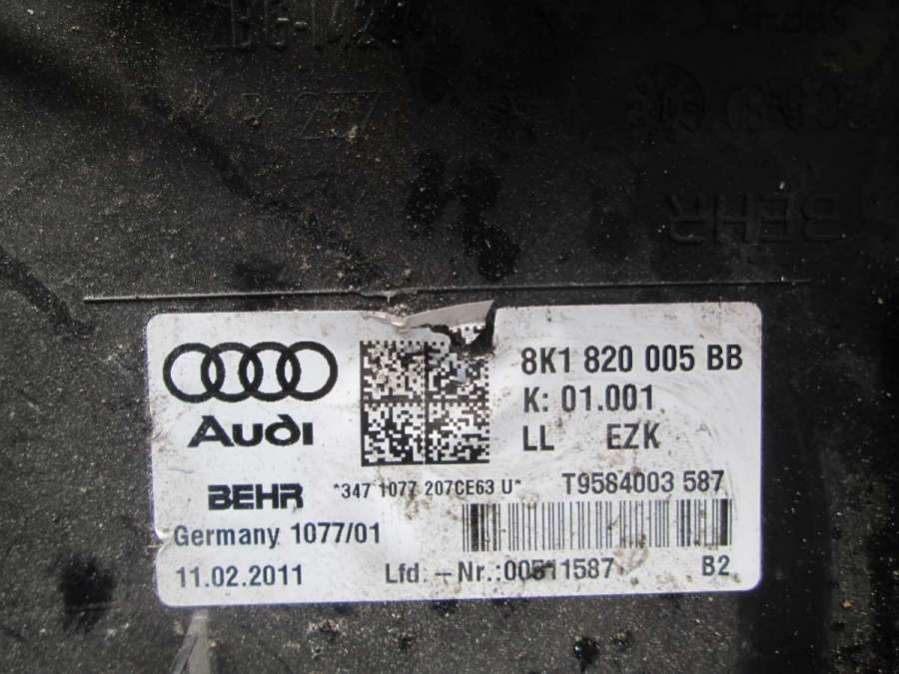 BEHR
8K1 820 005 BB
K: 01.001
Audi
LL EZK
BEHR *347 1077 207CE63 U* T9584003 587
Germany 1077/01
11.02.2011 Lfd.-Nr.:00511587 B2